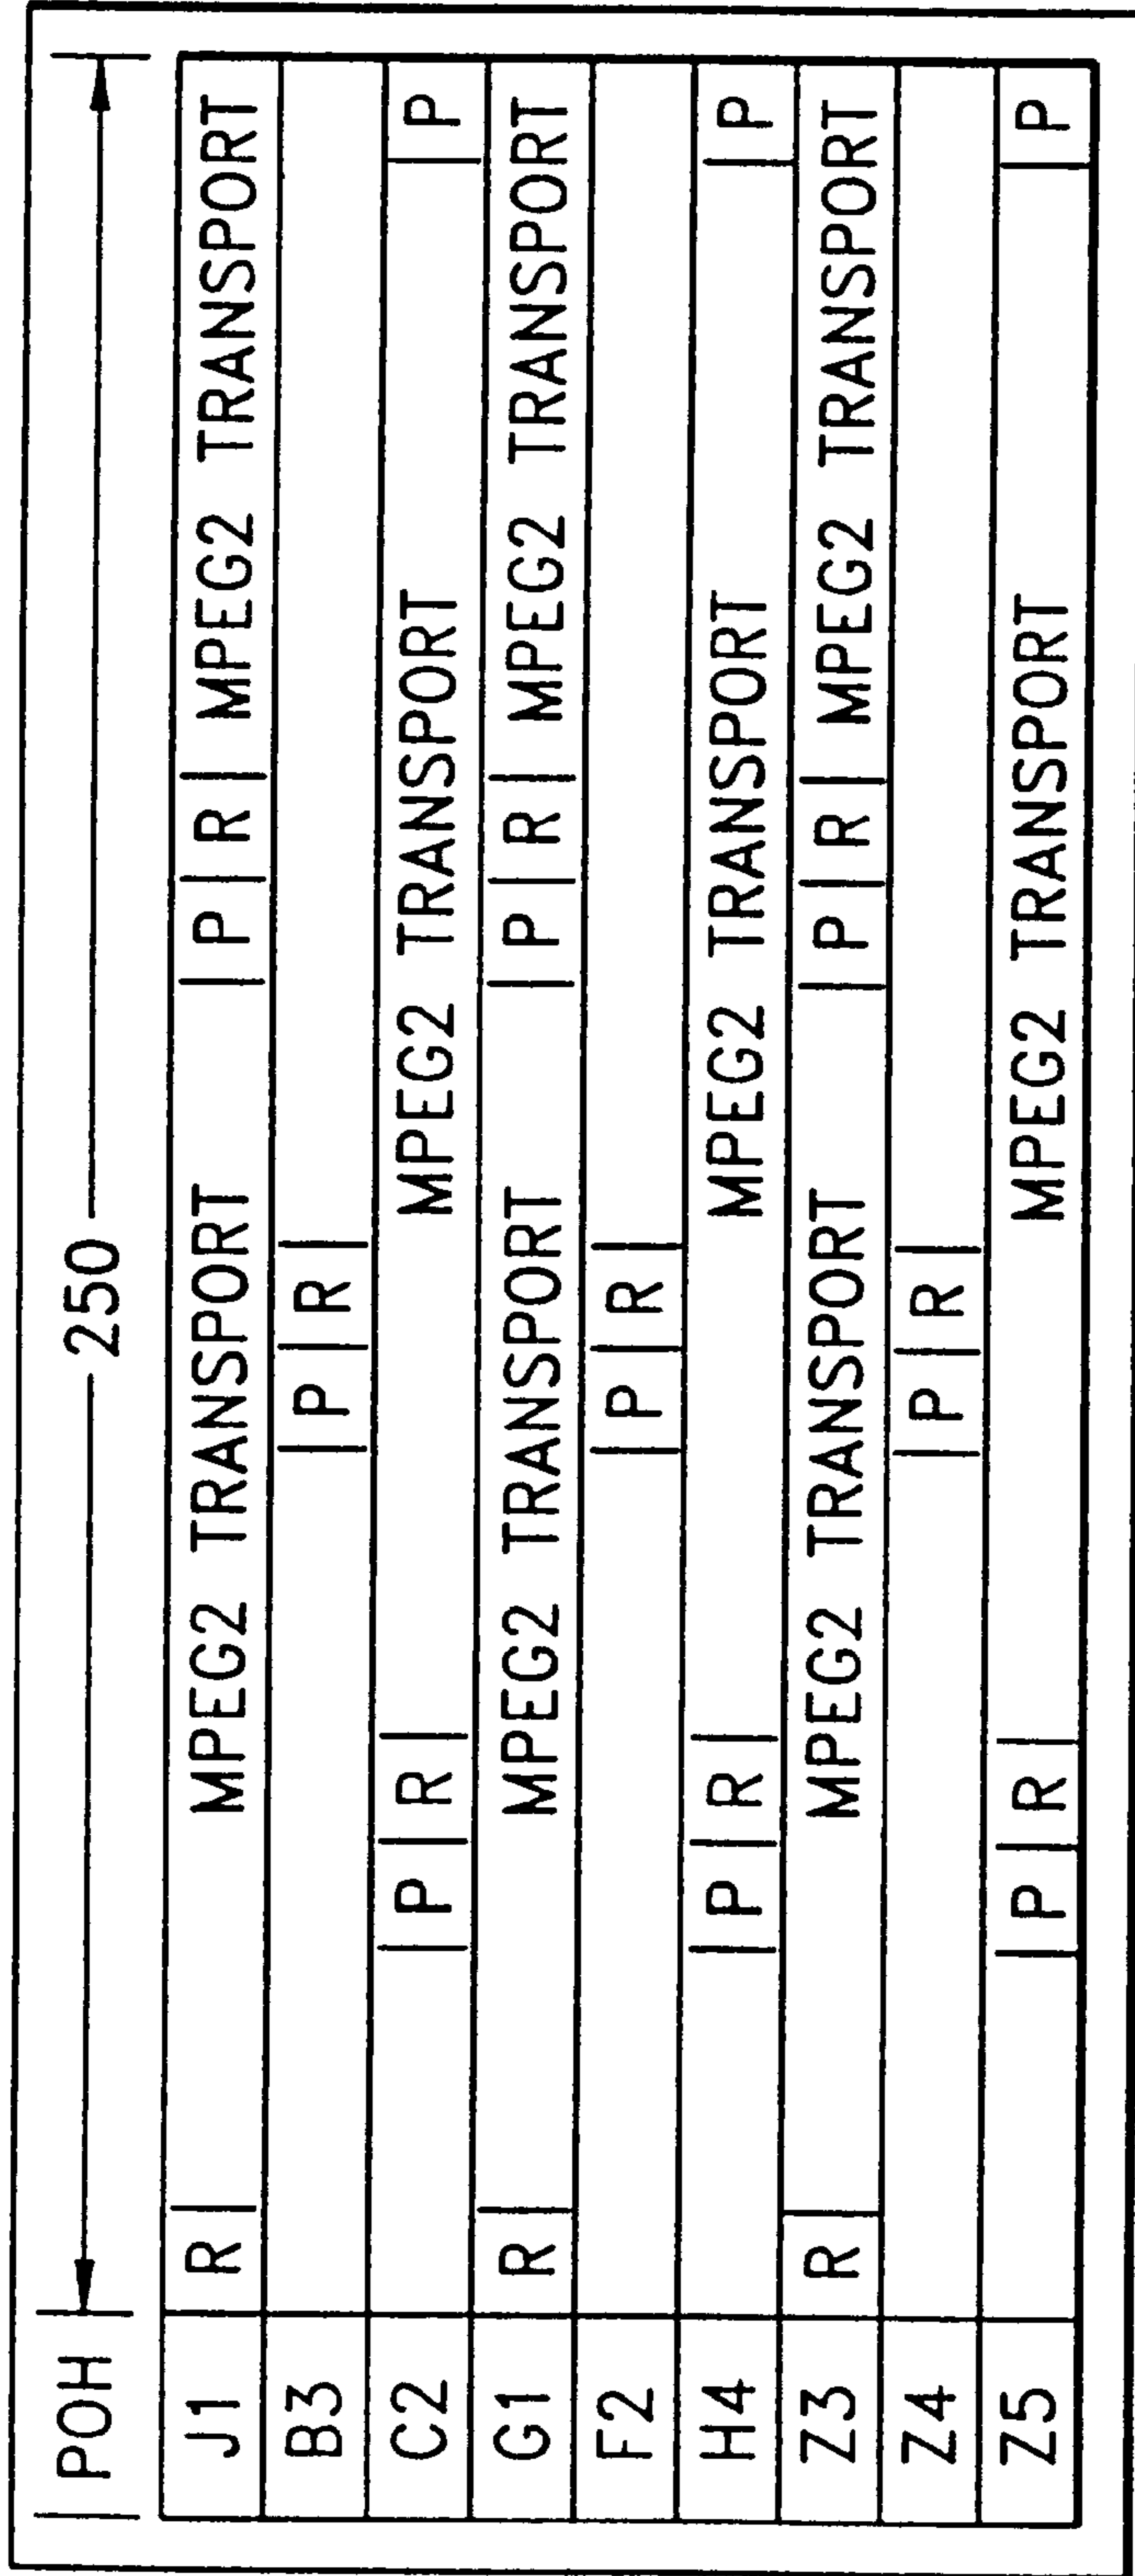 POH 250
J1 R MPEG2 TRANSPORT P R MPEG2 TRANSPORT
B3 P R
C2 P R MPEG2 TRANSPORT P
G1 R MPEG2 TRANSPORT P R MPEG2 TRANSPORT
F2 P R
H4 P R MPEG2 TRANSPORT P
Z3 R MPEG2 TRANSPORT P R MPEG2 TRANSPORT
Z4 P R
Z5 P R MPEG2 TRANSPORT P